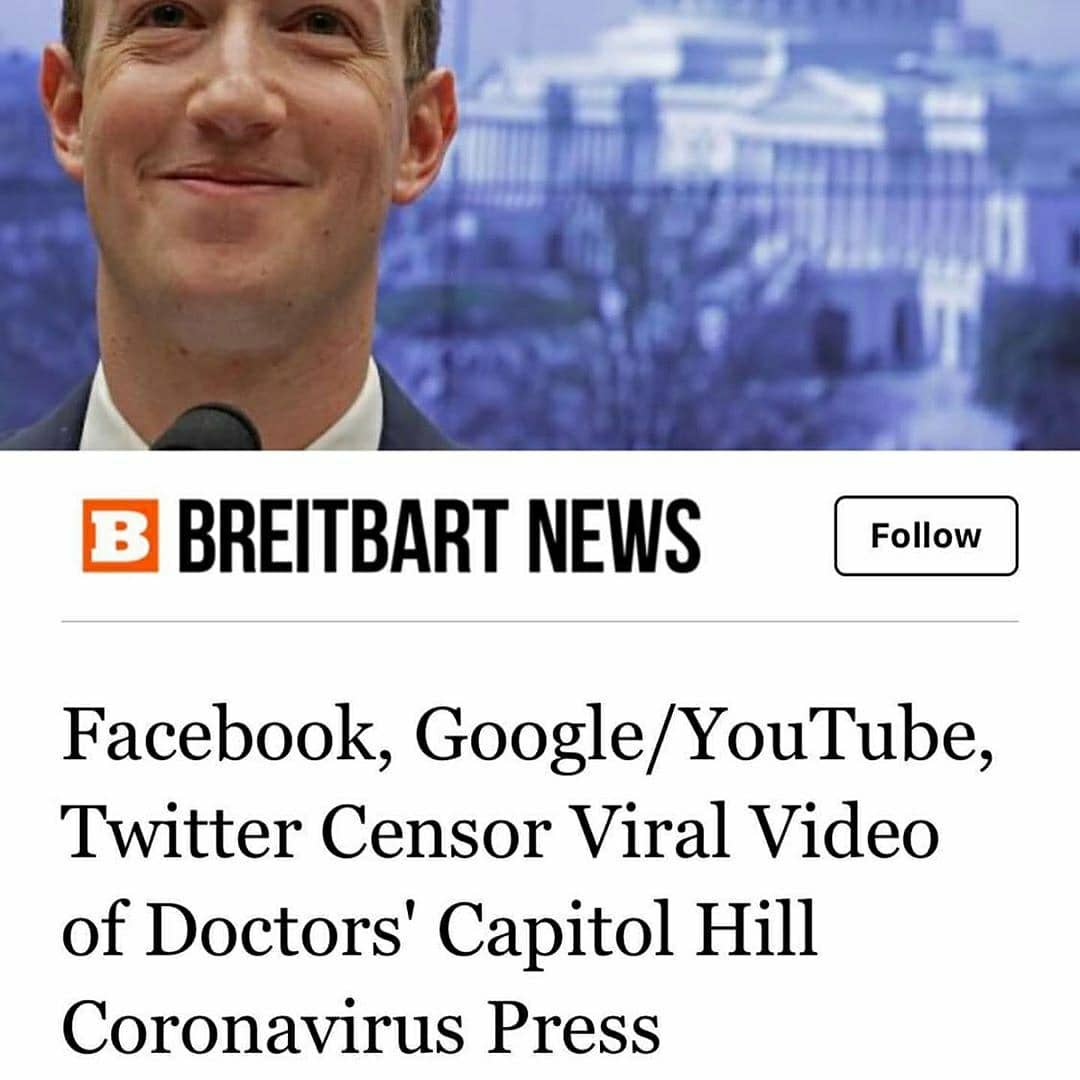 B BREITBART NEWS
Follow
Facebook, Google/YouTube,
Twitter Censor Viral Video
of Doctors' Capitol Hill
Coronavirus Press